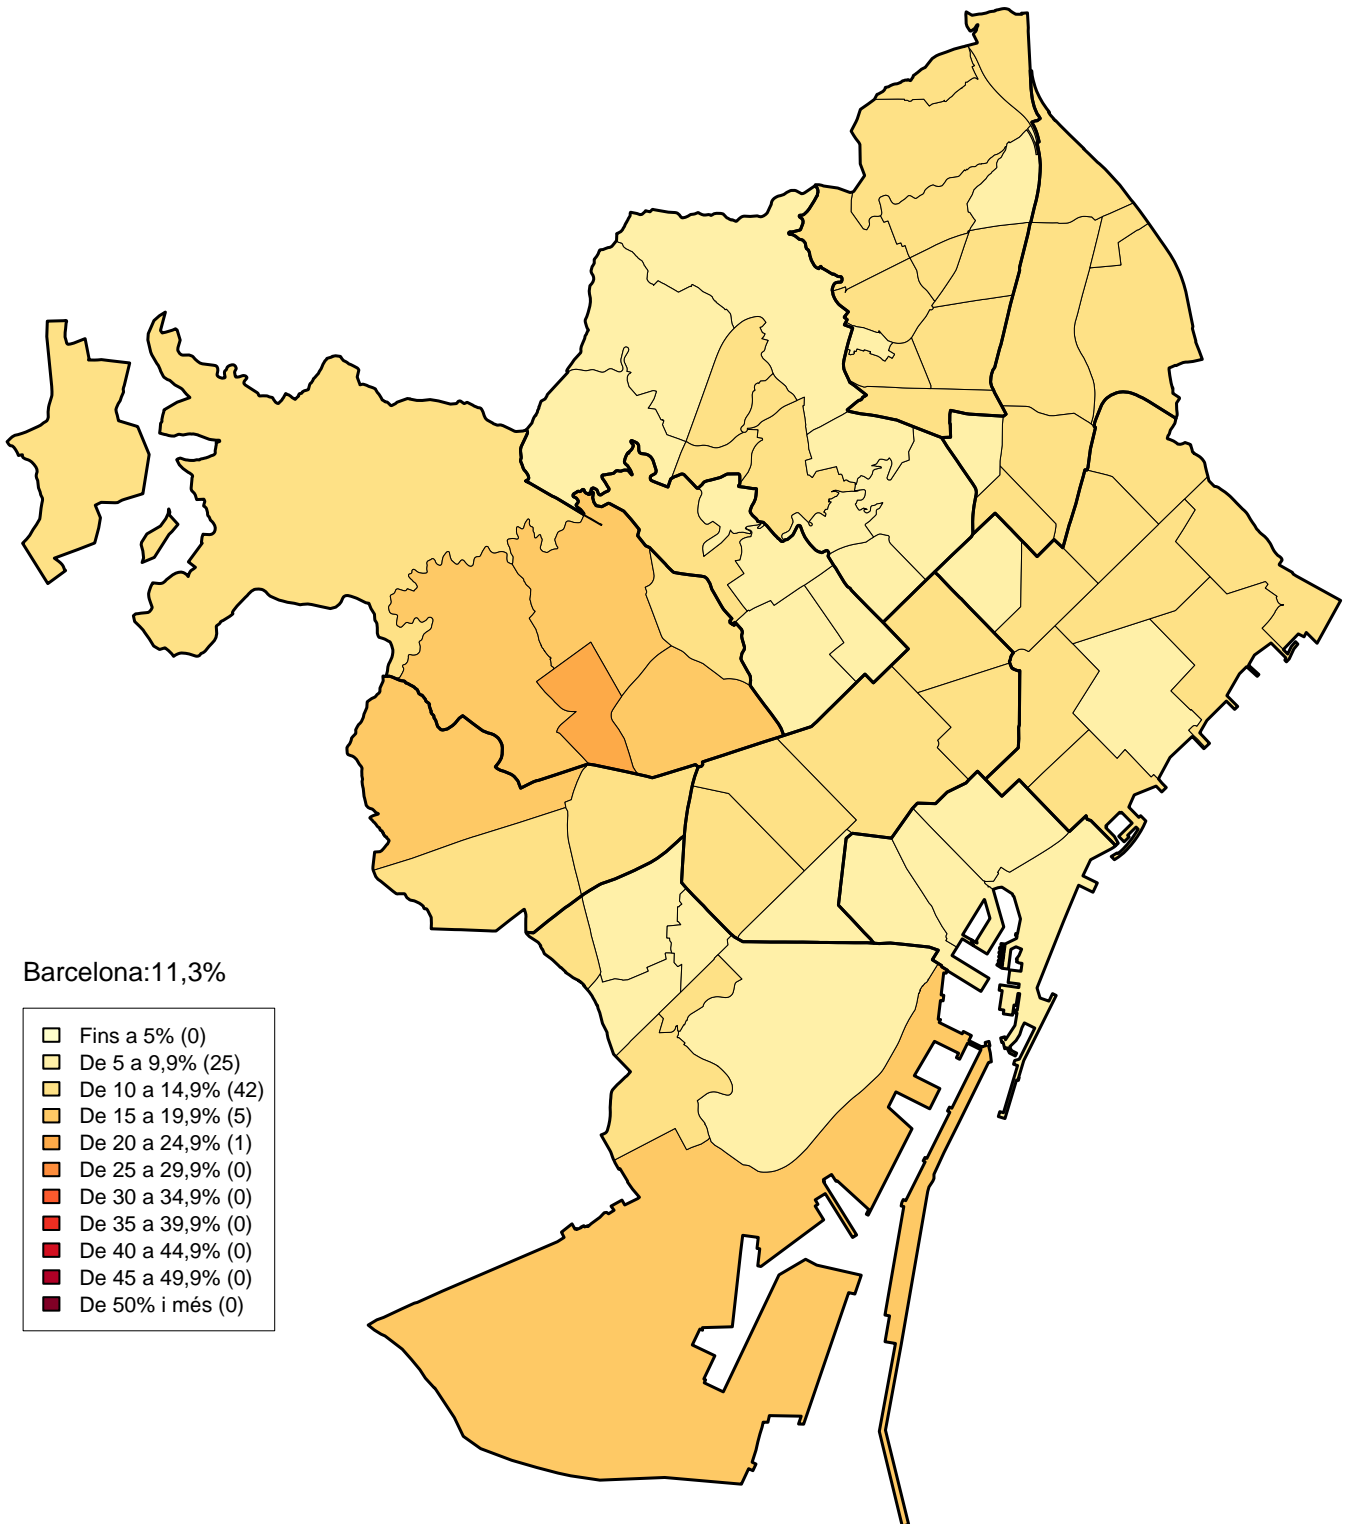 Barcelona:11,3%
Fins a 5% (0)
De 5 a 9,9% (25)
De 10 a 14,9% (42)
De 15 a 19,9% (5)
De 20 a 24,9% (1)
De 25 a 29,9% (0)
De 30 a 34,9% (0)
De 35 a 39,9% (0)
De 40 a 44,9% (0)
De 45 a 49,9% (0)
De 50% i més (0)